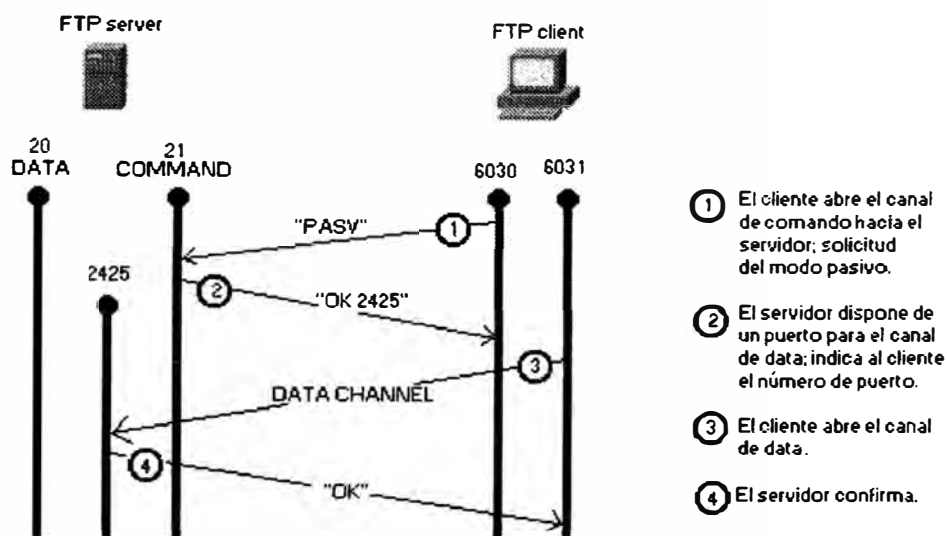 FTP server
FTP client
20
DATA
21
COMMAND
6030
6031
"PASV"
1
2425
2
"OK 2425"
3
DATA CHANNEL
4
"OK"
1 El cliente abre el canal
de comando hacia el
servidor; solicitud
del modo pasivo.
2 El servidor dispone de
un puerto para el canal
de data; indica al cliente
el número de puerto.
3 El cliente abre el canal
de data.
4 El servidor confirma.